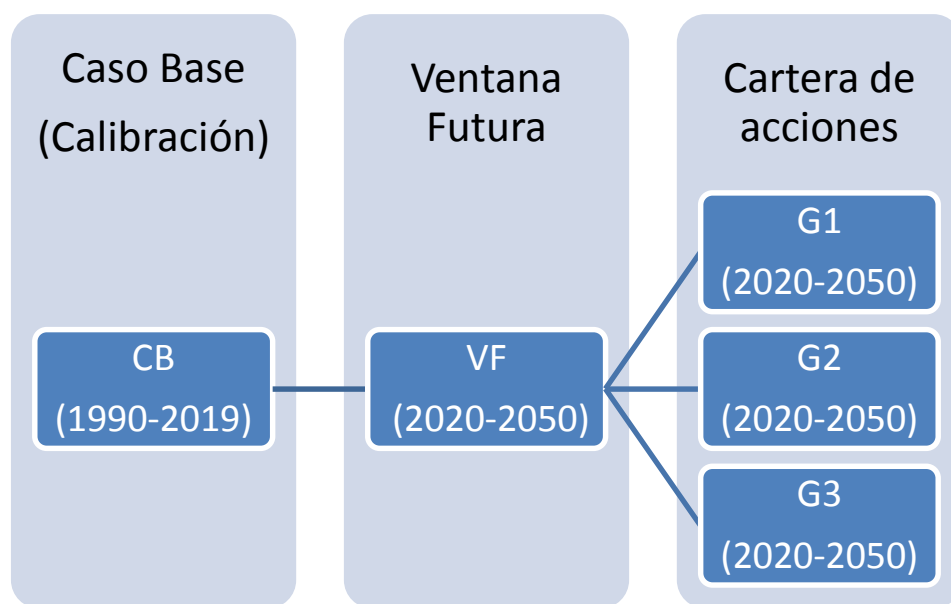 Caso Base
(Calibración)
CB
(1990-2019)
Ventana
Futura
VF
(2020-2050)
Cartera de
acciones
G1
(2020-2050)
G2
(2020-2050)
G3
(2020-2050)